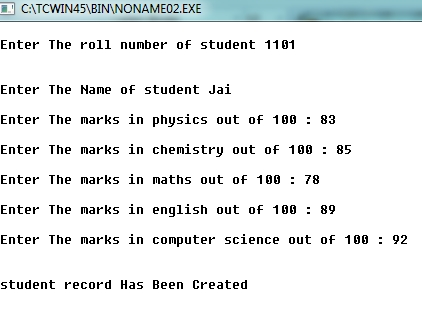 C:\TCWIN45\BIN\NONAME02.EXE
Enter The roll number of student 1101
Enter The Name of student Jai
Enter The marks in physics out of 100 : 83
Enter The marks in chemistry out of 100 : 85
Enter The marks in maths out of 100 : 78
Enter The marks in english out of 100 : 89
Enter The marks in computer science out of 100 : 92
student record Has Been Created